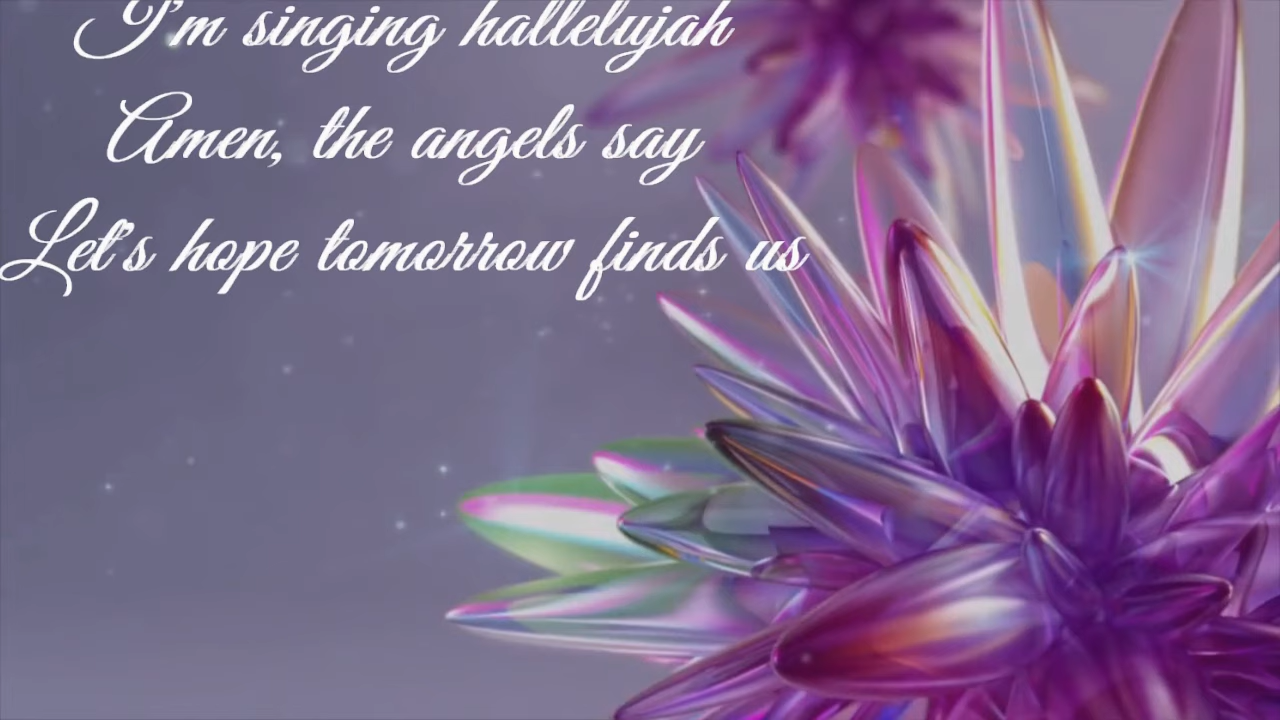 I'm singing hallelujah
Amen, the angels say
Let's hope tomorrow finds us